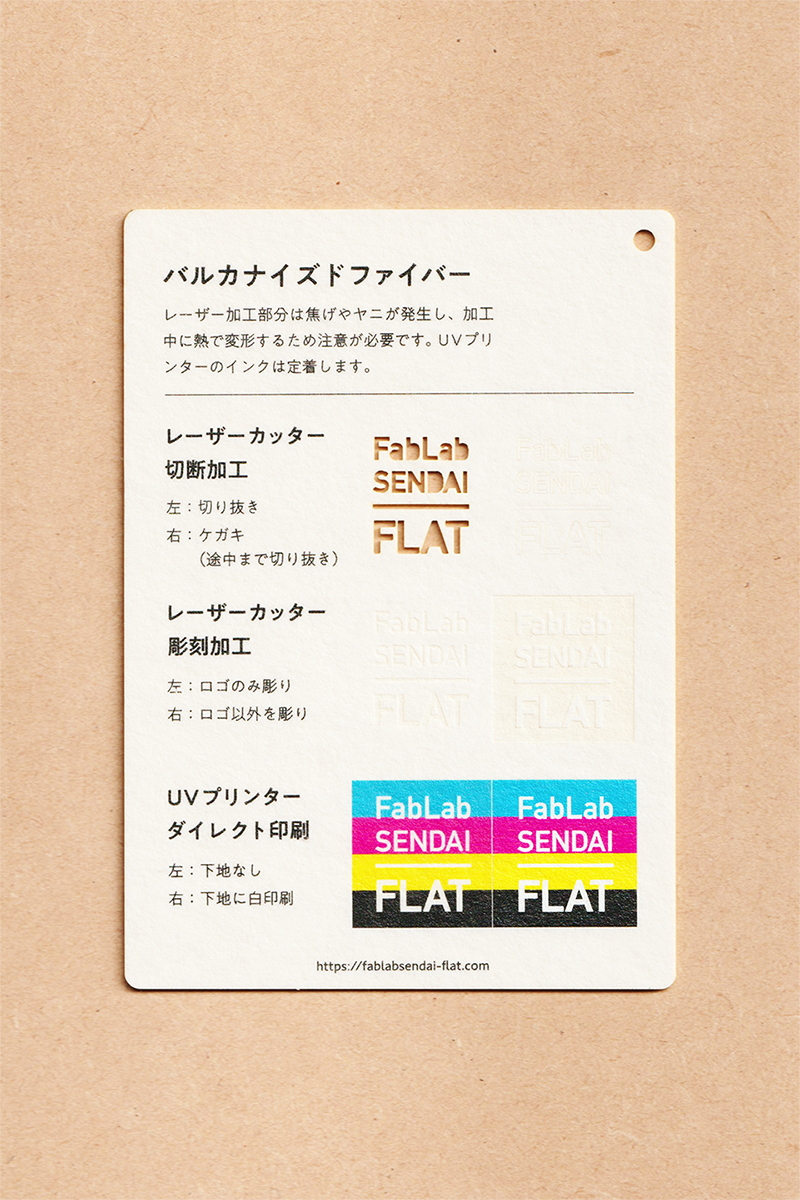 バルカナイズドファイバー
レーザー加工部分は焦げやヤニが発生し、加工
中に熱で変形するため注意が必要です。UVプリ
ンターのインクは定着します。
レーザーカッター
切断加工
左：切り抜き
右：ケガキ
（途中まで切り抜き）
FabLab
SENDAI
FLAT
FabLab
SENDAI
FLAT
レーザーカッター
彫刻加工
左：ロゴのみ彫り
右：ロゴ以外を彫り
FabLab
SENDAI
FLAT
FabLab
SENDAI
FLAT
UVプリンター
ダイレクト印刷
左：下地なし
右：下地に白印刷
FabLab
SENDAI
FLAT
FabLab
SENDAI
FLAT
https://fablabsendai-flat.com